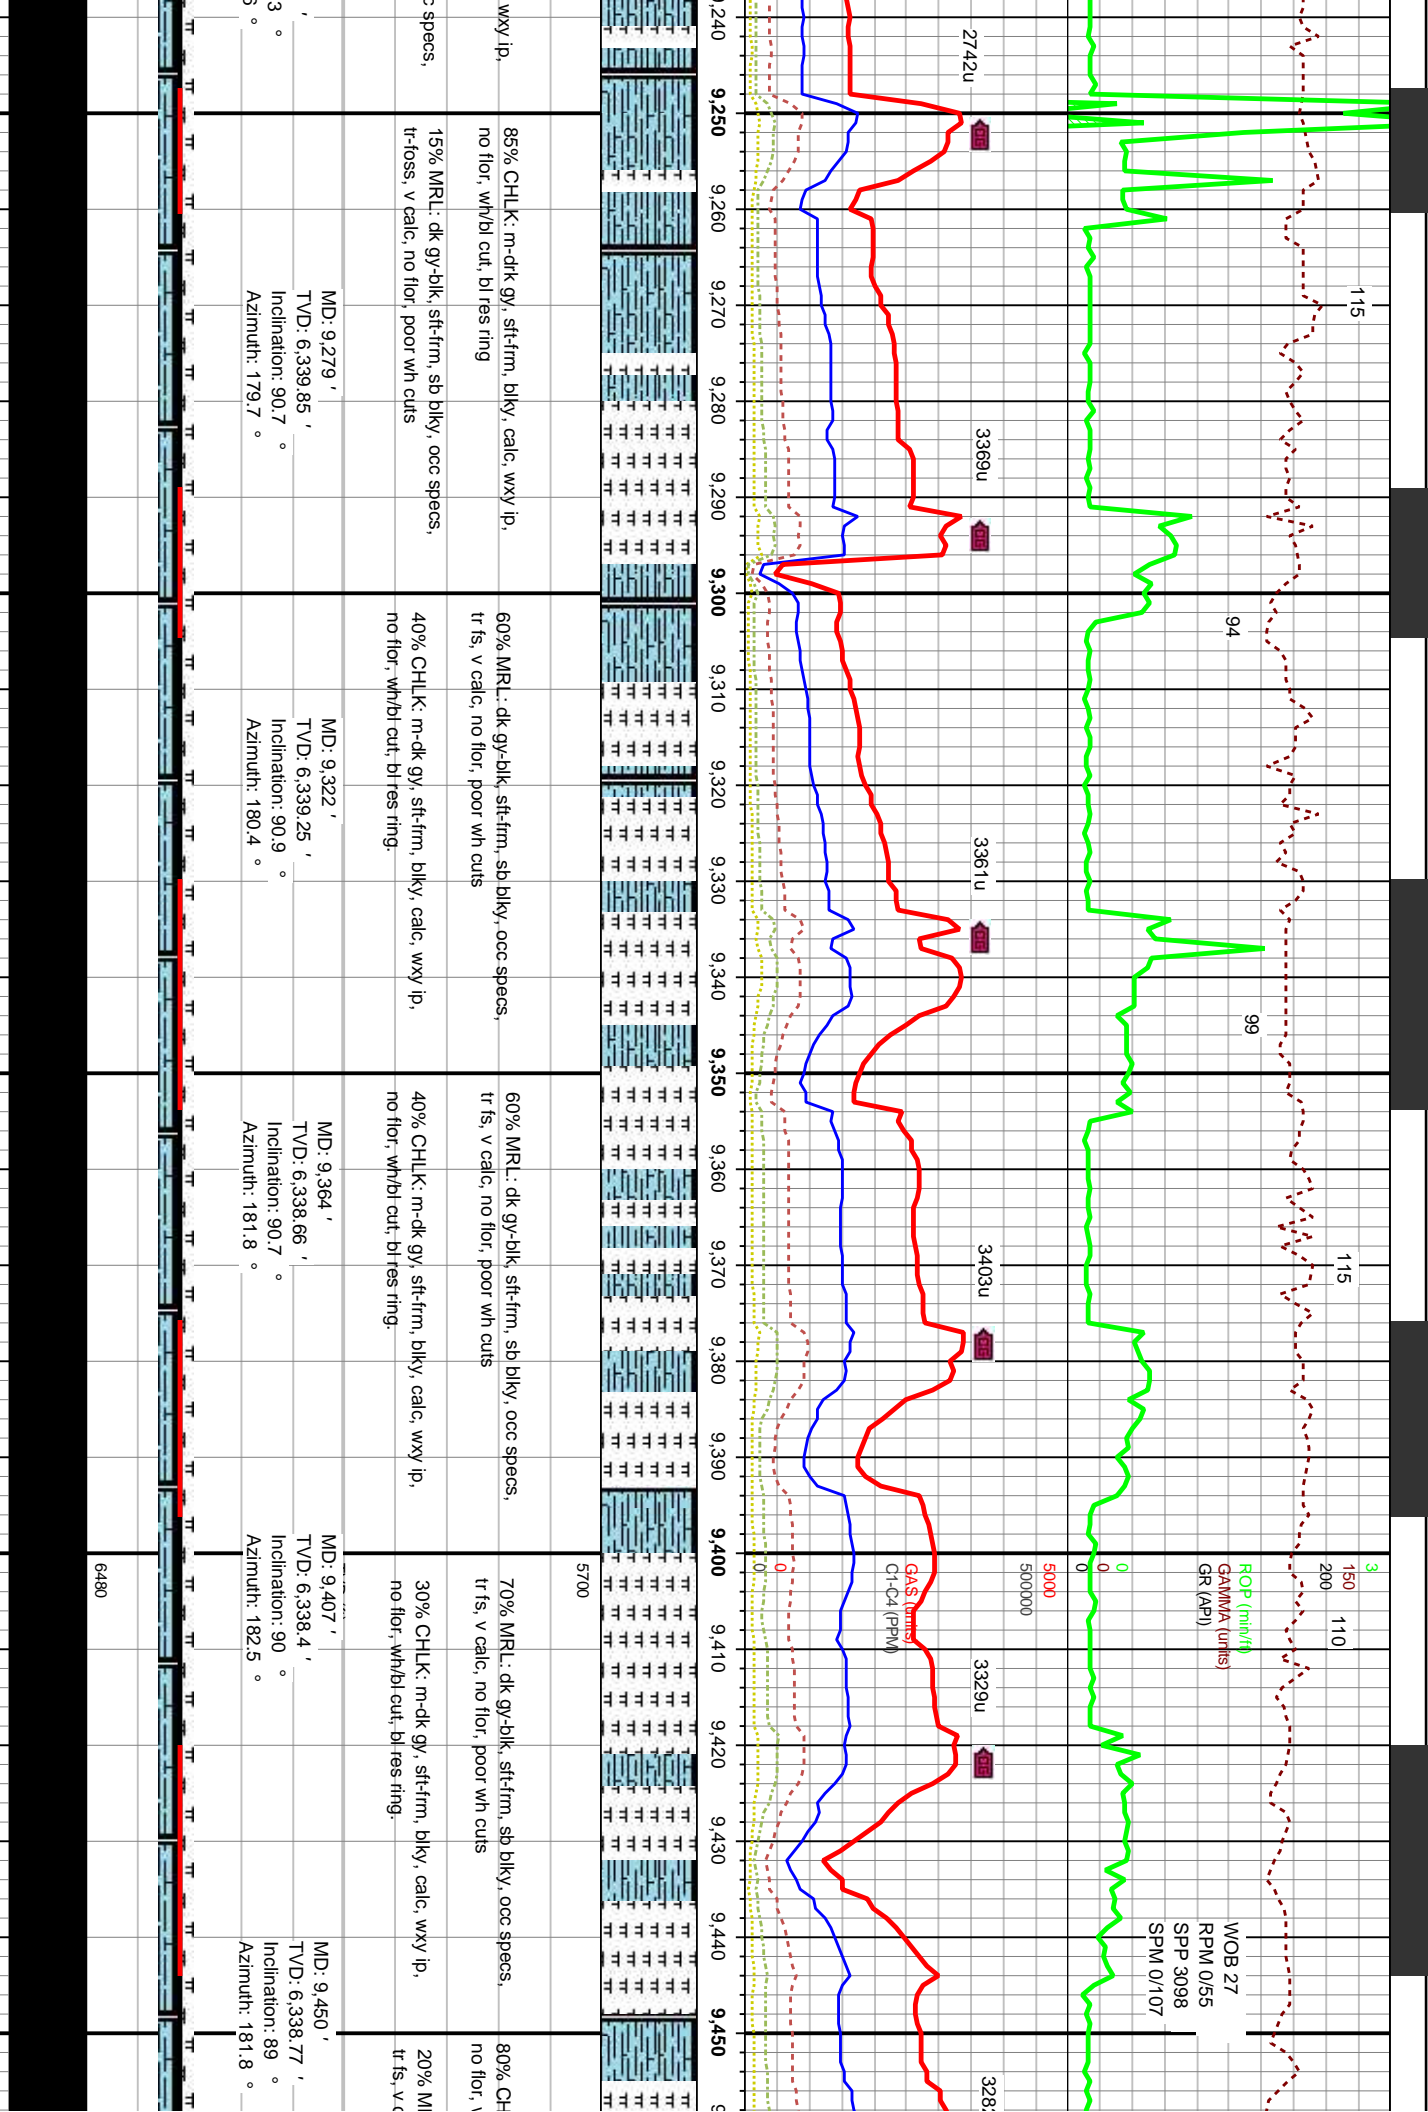 wxy ip,
c specs,
85% CHLK: m-drk gy, sft-frm, blky, calc, wxy ip,
no flor, wh/bl cut, bl res ring
15% MRL: dk gy-blk, sft-frm, sb blky, occ specs,
tr-foss, v calc, no flor, poor wh cuts
MD: 9,279 '
TVD: 6,339.85 '
Inclination: 90.7 °
Azimuth: 179.7 °
60% MRL: dk gy-blk, sft-frm, sb blky, occ specs,
tr fs, v calc, no flor, poor wh cuts
40% CHLK: m-dk gy, sft-frm, blky, calc, wxy ip,
no flor, wh/bl cut, bl res ring.
MD: 9,322 '
TVD: 6,339.25 '
Inclination: 90.9 °
Azimuth: 180.4 °
60% MRL: dk gy-blk, sft-frm, sb blky, occ specs,
tr fs, v calc, no flor, poor wh cuts
40% CHLK: m-dk gy, sft-frm, blky, calc, wxy ip,
no flor, wh/bl cut, bl res ring.
MD: 9,364 '
TVD: 6,338.66 '
Inclination: 90.7 °
Azimuth: 181.8 °
70% MRL: dk gy-blk, sft-frm, sb blky, occ specs,
tr fs, v calc, no flor, poor wh cuts
30% CHLK: m-dk gy, sft-frm, blky, calc, wxy ip,
no flor, wh/bl cut, bl res ring.
MD: 9,407 '
TVD: 6,338.4 '
Inclination: 90 °
Azimuth: 182.5 °
80% CH
no flor,
20% M
tr fs, v c
MD: 9,450 '
TVD: 6,338.77 '
Inclination: 89 °
Azimuth: 181.8 °
5700
6480
9,240
9,250
9,260
9,270
9,280
9,290
9,300
9,310
9,320
9,330
9,340
9,350
9,360
9,370
9,380
9,390
9,400
9,410
9,420
9,430
9,440
9,450
2742u
3369u
3361u
3403u
3329u
328
5000
50000
GAS (units)
C1-C4 (PPM)
0
0
115
94
99
115
110
3
150
200
ROP (min/ft)
GAMMA (units)
GR (API)
0
0
0
WOB 27
RPM 0/55
SPP 3098
SPM 0/107